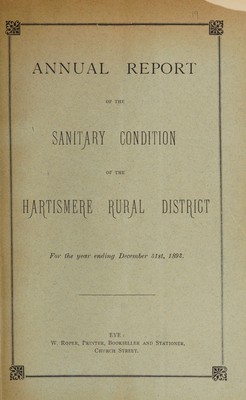 ANNUAL REPORT
OF THE
SANITARY CONDITION
OF THE
HARTISMERE RURAL DISTRICT
For the year ending December 31st, 1898.
EYE:
W. Risper, Printer, Bookseller and Stationer,
Church Street.